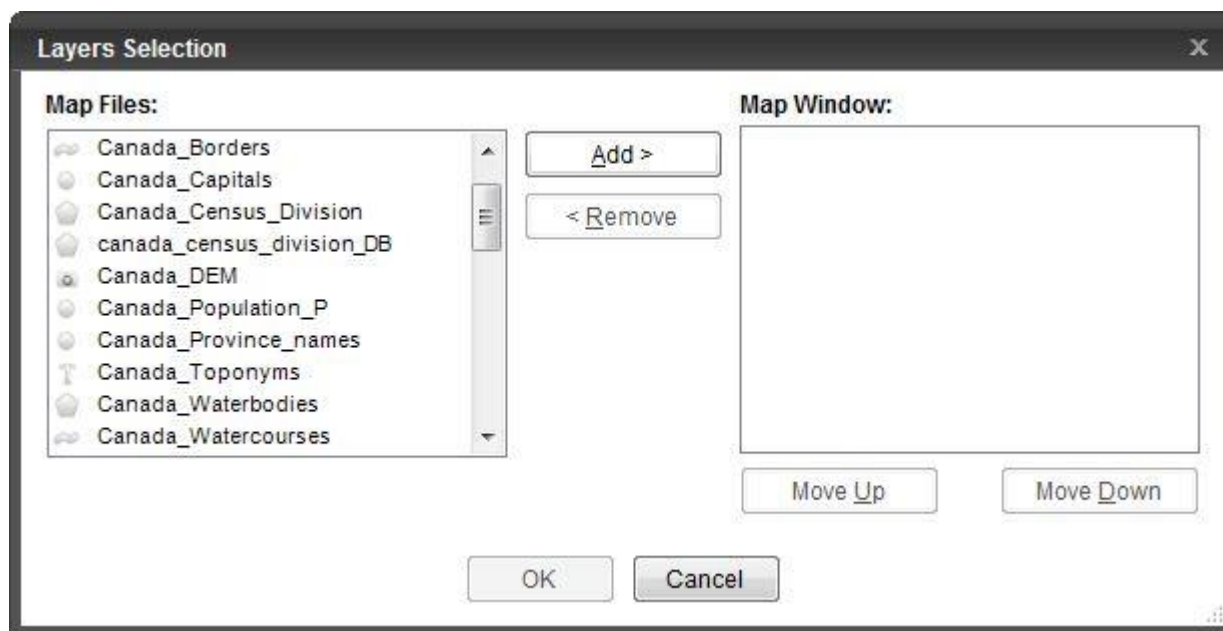 Layers Selection
x
Map Files:
Canada_Borders
Canada_Capitals
Canada_Census_Division
canada_census_division_DB
Canada_DEM
Canada_Population_P
Canada_Province_names
Canada_Toponyms
Canada_Waterbodies
Canada_Watercourses
Add >
< Remove
Map Window:
Move Up
Move Down
OK
Cancel